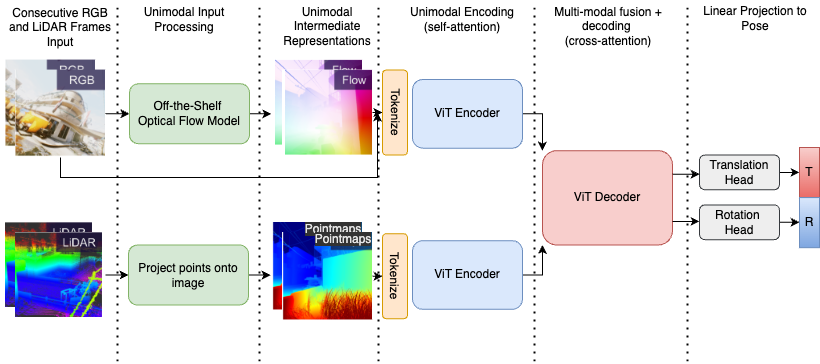 Consecutive RGB
and LiDAR Frames
Input
Unimodal Input
Processing
Unimodal
Intermediate
Representations
Unimodal Encoding
(self-attention)
Multi-modal fusion +
decoding
(cross-attention)
Linear Projection to
Pose
RGB
RGB
Off-the-Shelf
Optical Flow Model
Flow
Flow
Tokenize
ViT Encoder
ViT Decoder
Translation
Head
T
Rotation
Head
R
LiDAR
LiDAR
Project points onto
image
Pointmaps
Pointmaps
Tokenize
ViT Encoder